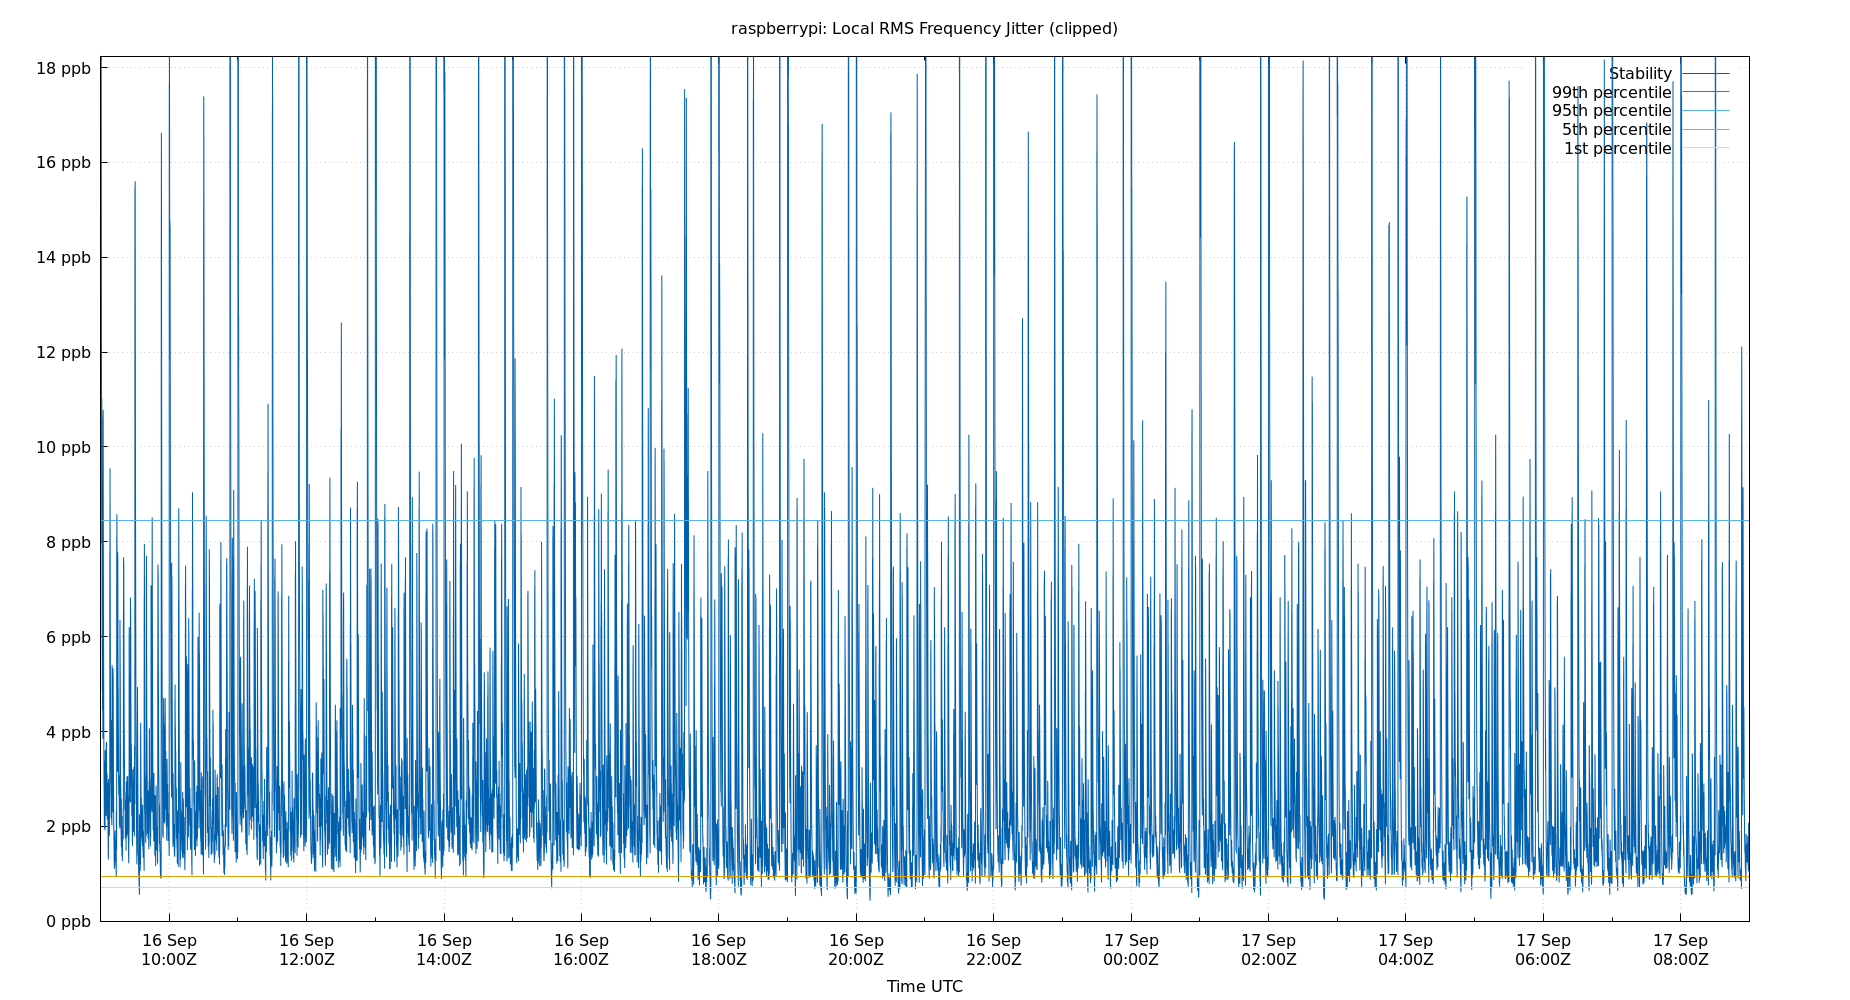 raspberrypi: Local RMS Frequency Jitter (clipped)
18 ppb
16 ppb
14 ppb
12 ppb
10 ppb
8 ppb
6 ppb
4 ppb
2 ppb
0 ppb
Stability
99th percentile
95th percentile
5th percentile
1st percentile
16 Sep 16 Sep 16 Sep 16 Sep 16 Sep 16 Sep 16 Sep 17 Sep 17 Sep 17 Sep 17 Sep 17 Sep
10:00Z 12:00Z 14:00Z 16:00Z 18:00Z 20:00Z 22:00Z 00:00Z 02:00Z 04:00Z 06:00Z 08:00Z
Time UTC